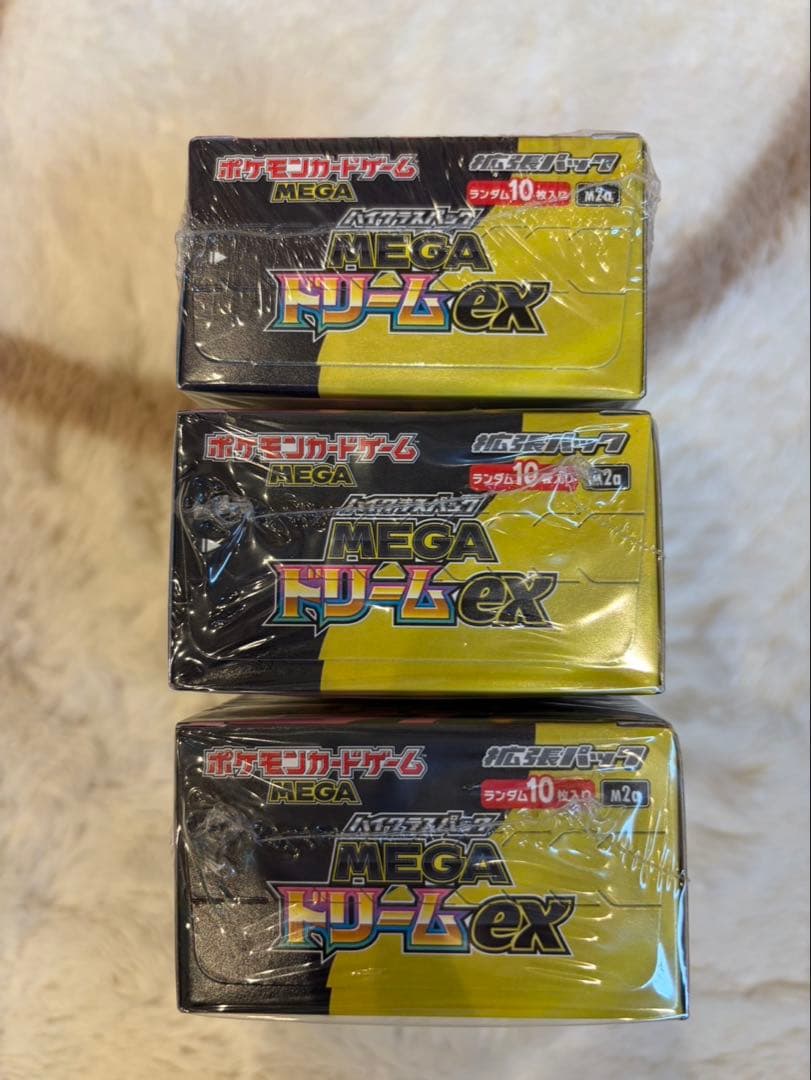 ポケモンカードゲーム
MEGA
拡張パック
ランダム10枚入り
M2a
ハイクラスパック
MEGA
ドリームex
ポケモンカードゲーム
MEGA
拡張パック
ランダム10枚入り
M2a
ハイクラスパック
MEGA
ドリームex
ポケモンカードゲーム
MEGA
拡張パック
ランダム10枚入り
M2a
ハイクラスパック
MEGA
ドリームex